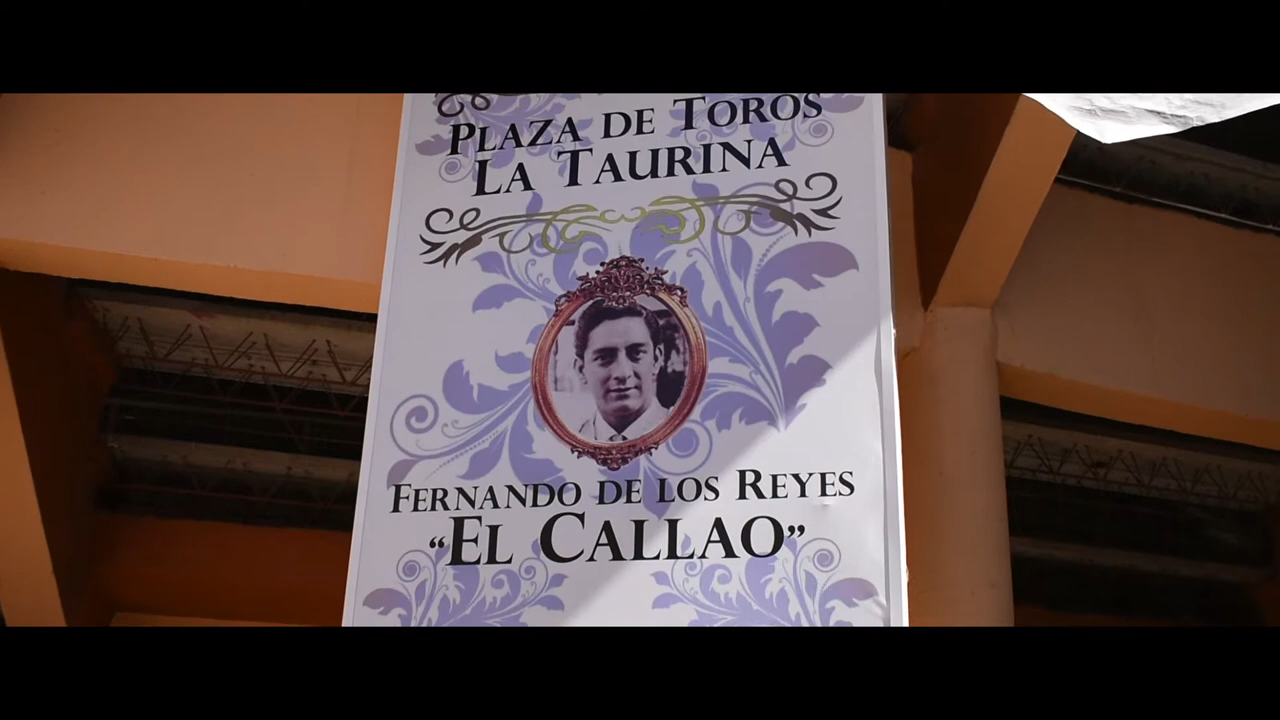 PLAZA DE TOROS
LA TAURINA
FERNANDO DE LOS REYES
“EL CALLAO”